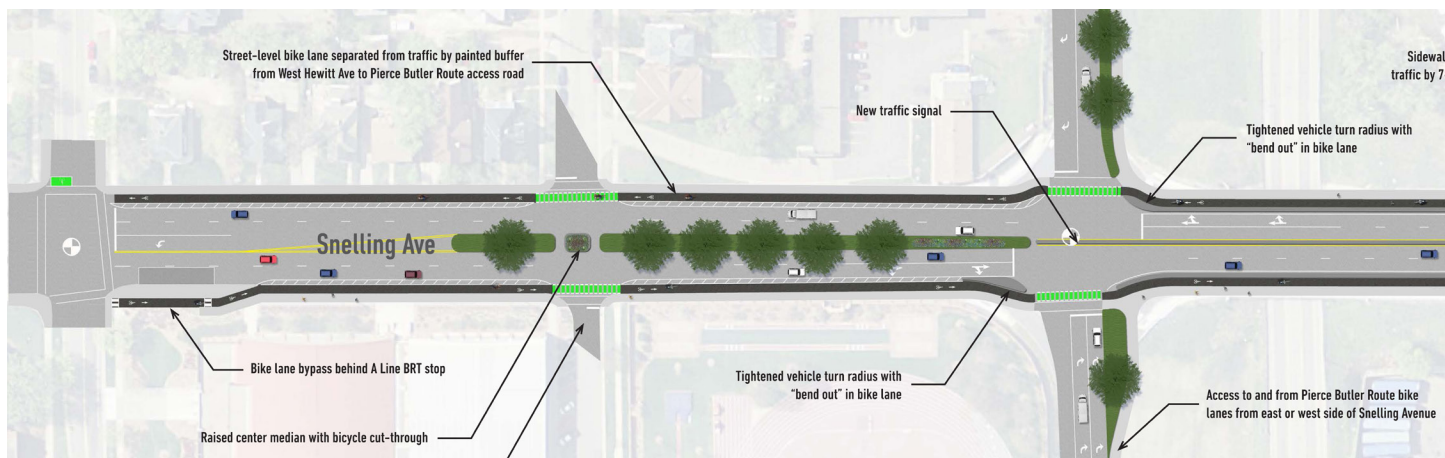 Street-level bike lane separated from traffic by painted buffer
from West Hewitt Ave to Pierce Butler Route access road
New traffic signal
Sidewal
traffic by 7
Tightened vehicle turn radius with
"bend out" in bike lane
Snelling Ave
Bike lane bypass behind A Line BRT stop
Raised center median with bicycle cut-through
Tightened vehicle turn radius with
"bend out" in bike lane
Access to and from Pierce Butler Route bike
lanes from east or west side of Snelling Avenue